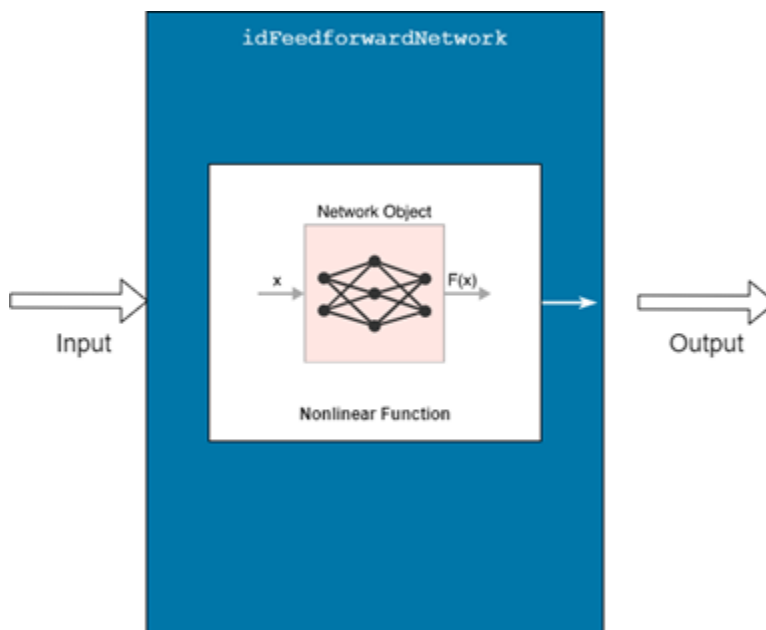 idFeedforwardNetwork
Network Object
x
F(x)
Input
Output
Nonlinear Function